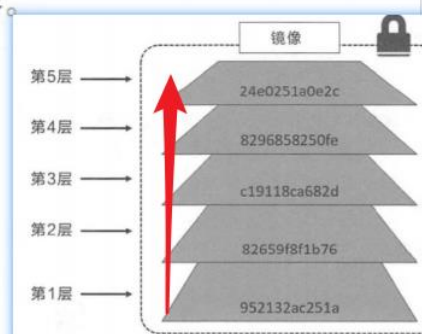 镜像
第5层
24e0251a0e2c
第4层
8296858250fe
第3层
c19118ca682d
第2层
82659f8f1b76
第1层
952132ac251a